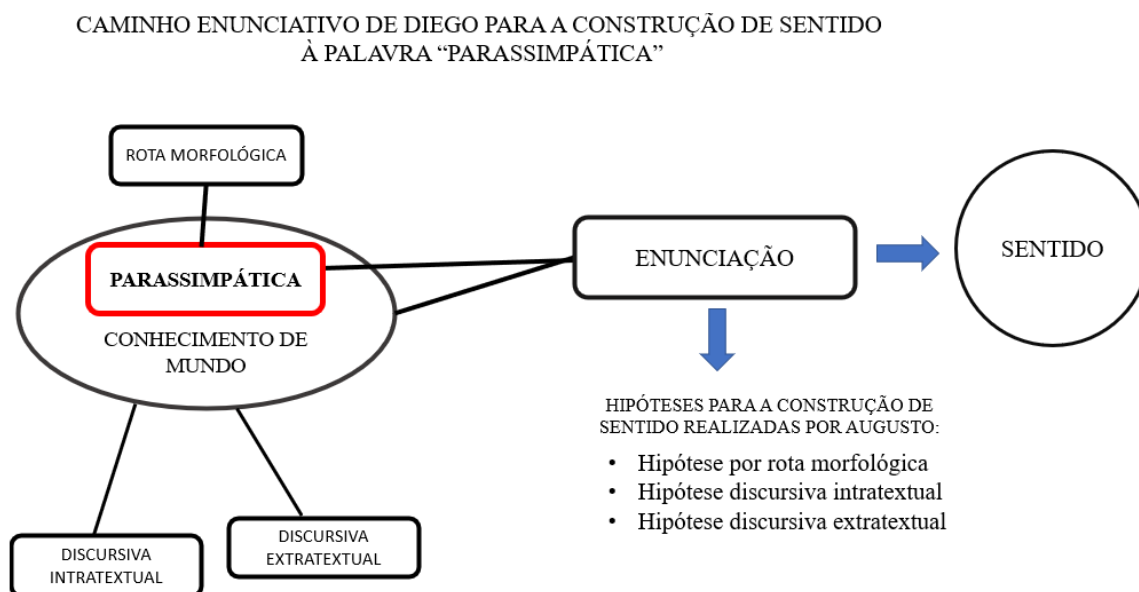 CAMINHO ENUNCIATIVO DE DIEGO PARA A CONSTRUÇÃO DE SENTIDO
À PALAVRA “PARASSIMPÁTICA”
ROTA MORFOLÓGICA
PARASSIMPÁTICA
CONHECIMENTO DE
MUNDO
ENUNCIAÇÃO
SENTIDO
HIPÓTESES PARA A CONSTRUÇÃO DE
SENTIDO REALIZADAS POR AUGUSTO:
• Hipótese por rota morfológica
• Hipótese discursiva intratextual
• Hipótese discursiva extratextual
DISCURSIVA
INTRATEXTUAL
DISCURSIVA
EXTRATEXTUAL